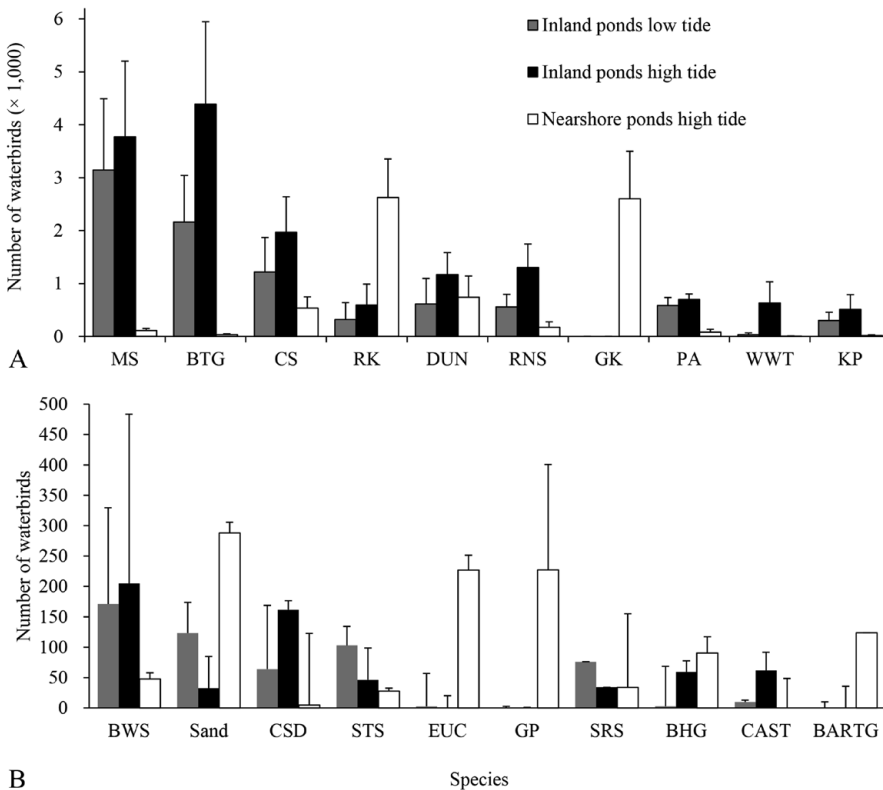 Number of waterbirds (× 1,000)
6
5
4
3
2
1
0
Inland ponds low tide
Inland ponds high tide
Nearshore ponds high tide
MS BTG CS RK DUN RNS GK PA WWT KP
A
Number of waterbirds
500
450
400
350
300
250
200
150
100
50
0
BWS Sand CSD STS EUC GP SRS BHG CAST BARTG
B
Species